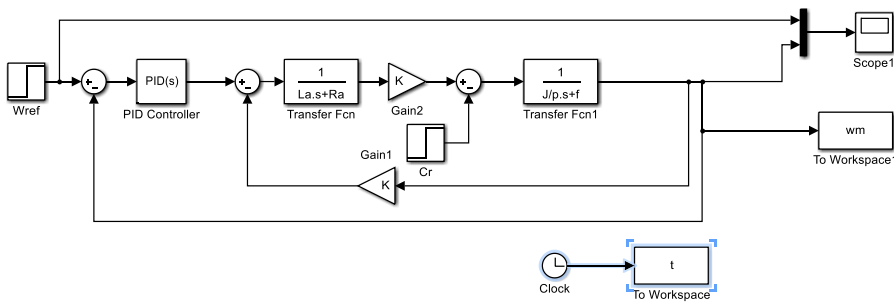 Wref
+
−
PID(s)
PID Controller
+
−
1
La.s+Ra
Transfer Fcn
K
Gain2
+
−
Cr
1
J/p.s+f
Transfer Fcn1
Scope1
wm
To Workspace1
Gain1
K
Clock
t
To Workspace